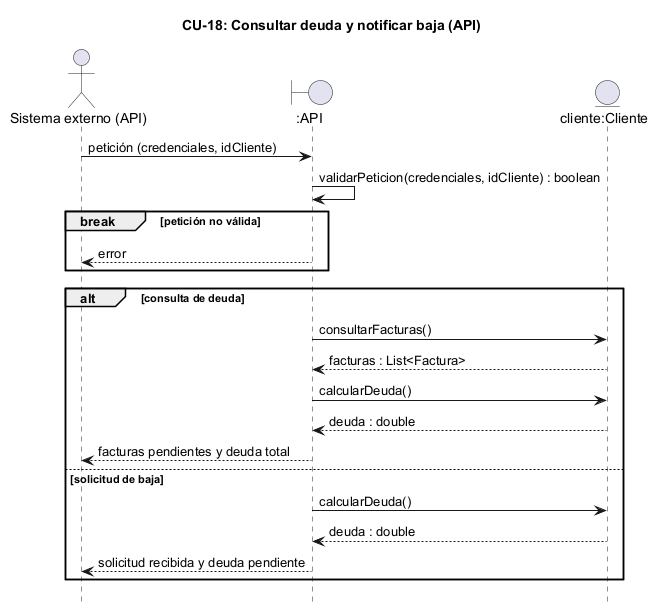 CU-18: Consultar deuda y notificar baja (API)
Sistema externo (API)
:API
cliente:Cliente
petición (credenciales, idCliente)
validarPeticion(credenciales, idCliente) : boolean
break
[petición no válida]
error
alt
[consulta de deuda]
consultarFacturas()
facturas : List<Factura>
calcularDeuda()
deuda : double
facturas pendientes y deuda total
[solicitud de baja]
calcularDeuda()
deuda : double
solicitud recibida y deuda pendiente